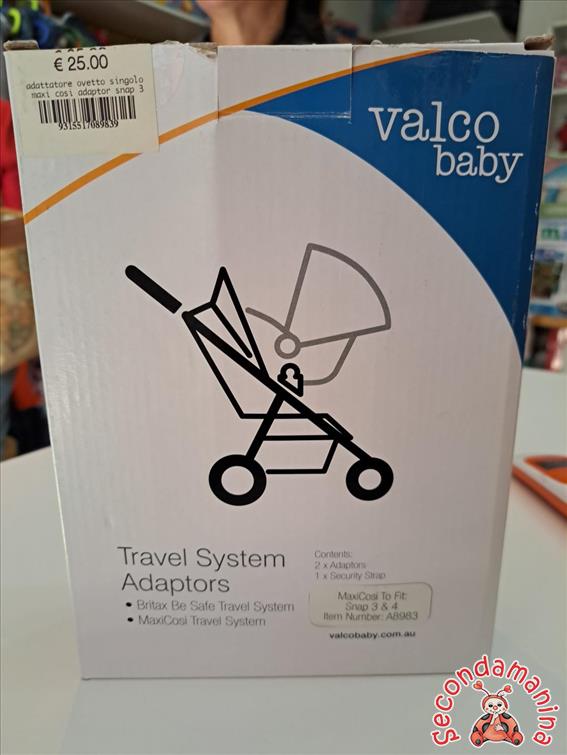 € 25.00
adattatore ovetto singolo
maxi cosi adaptor snap 3
9315517089839
valco
baby
Travel System
Adaptors
• Britax Be Safe Travel System
• MaxiCosi Travel System
Contents:
2 x Adaptors
1 x Security Strap
MaxiCosi To Fit:
Snap 3 & 4
Item Number: A8983
valcobaby.com.au
secondamanina